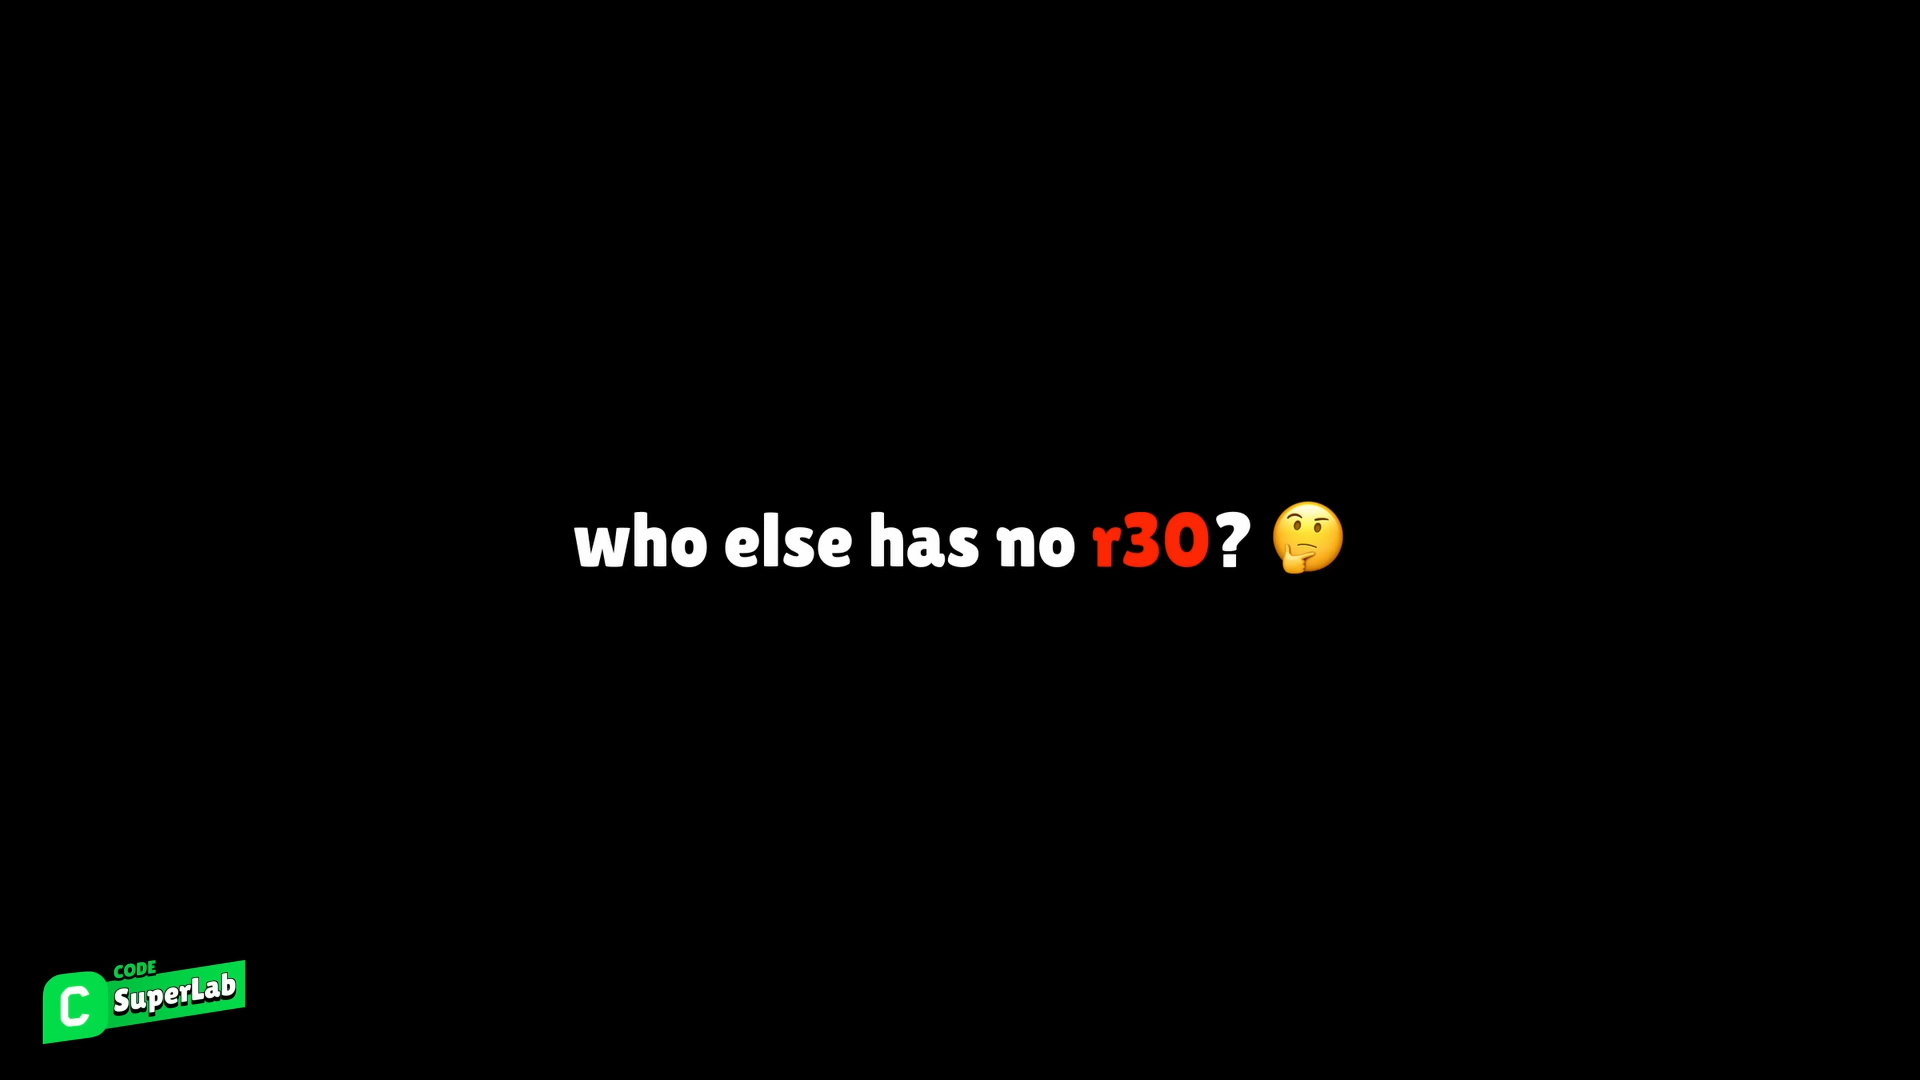 who else has no r30? 🤔
CODE
C
SuperLab